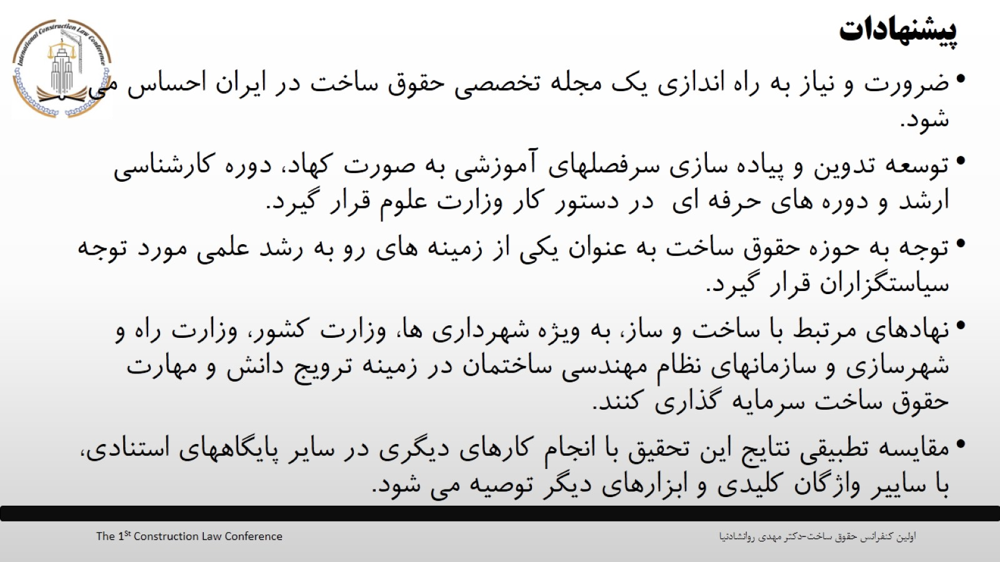 پیشنهادات
International Construction Law Conference
• ضرورت و نیاز به راه اندازی یک مجله تخصصی حقوق ساخت در ایران احساس می
شود.
• توسعه تدوین و پیاده سازی سرفصلهای آموزشی به صورت کهاد، دوره کارشناسی
ارشد و دوره های حرفه ای در دستور کار وزارت علوم قرار گیرد.
• توجه به حوزه حقوق ساخت به عنوان یکی از زمینه های رو به رشد علمی مورد توجه
سیاستگزاران قرار گیرد.
• نهادهای مرتبط با ساخت و ساز، به ویژه شهرداری ها، وزارت کشور، وزارت راه و
شهرسازی و سازمانهای نظام مهندسی ساختمان در زمینه ترویج دانش و مهارت
حقوق ساخت سرمایه گذاری کنند.
• مقایسه تطبیقی نتایج این تحقیق با انجام کارهای دیگری در سایر پایگاههای استنادی،
با ساییر واژگان کلیدی و ابزارهای دیگر توصیه می شود.
اولین کنفرانس حقوق ساخت-دکتر مهدی روانشادنیا
The 1St Construction Law Conference